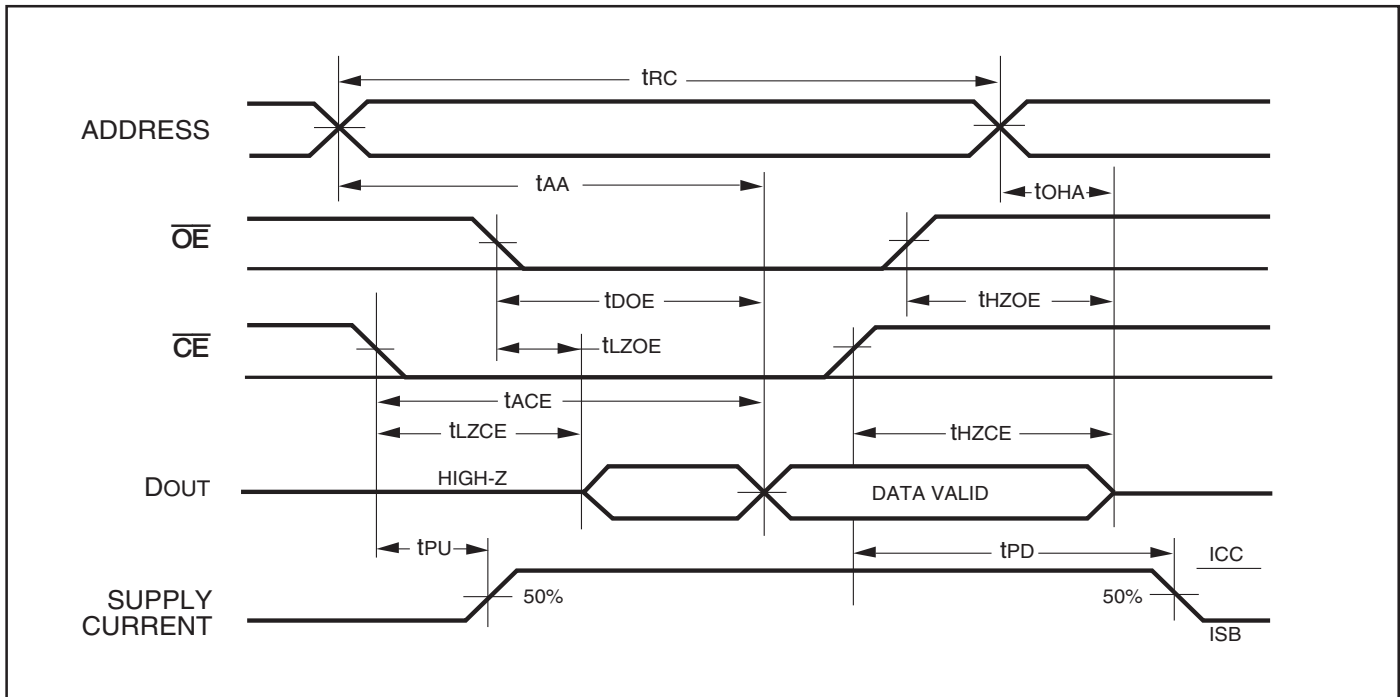 tRC
ADDRESS
tAA
tOHA
OE
tDOE
tHZOE
CE
tLZOE
tACE
tLZCE
tHZCE
DOUT
HIGH-Z
DATA VALID
tPU
tPD
ICC
SUPPLY
CURRENT
50%
50%
ISB